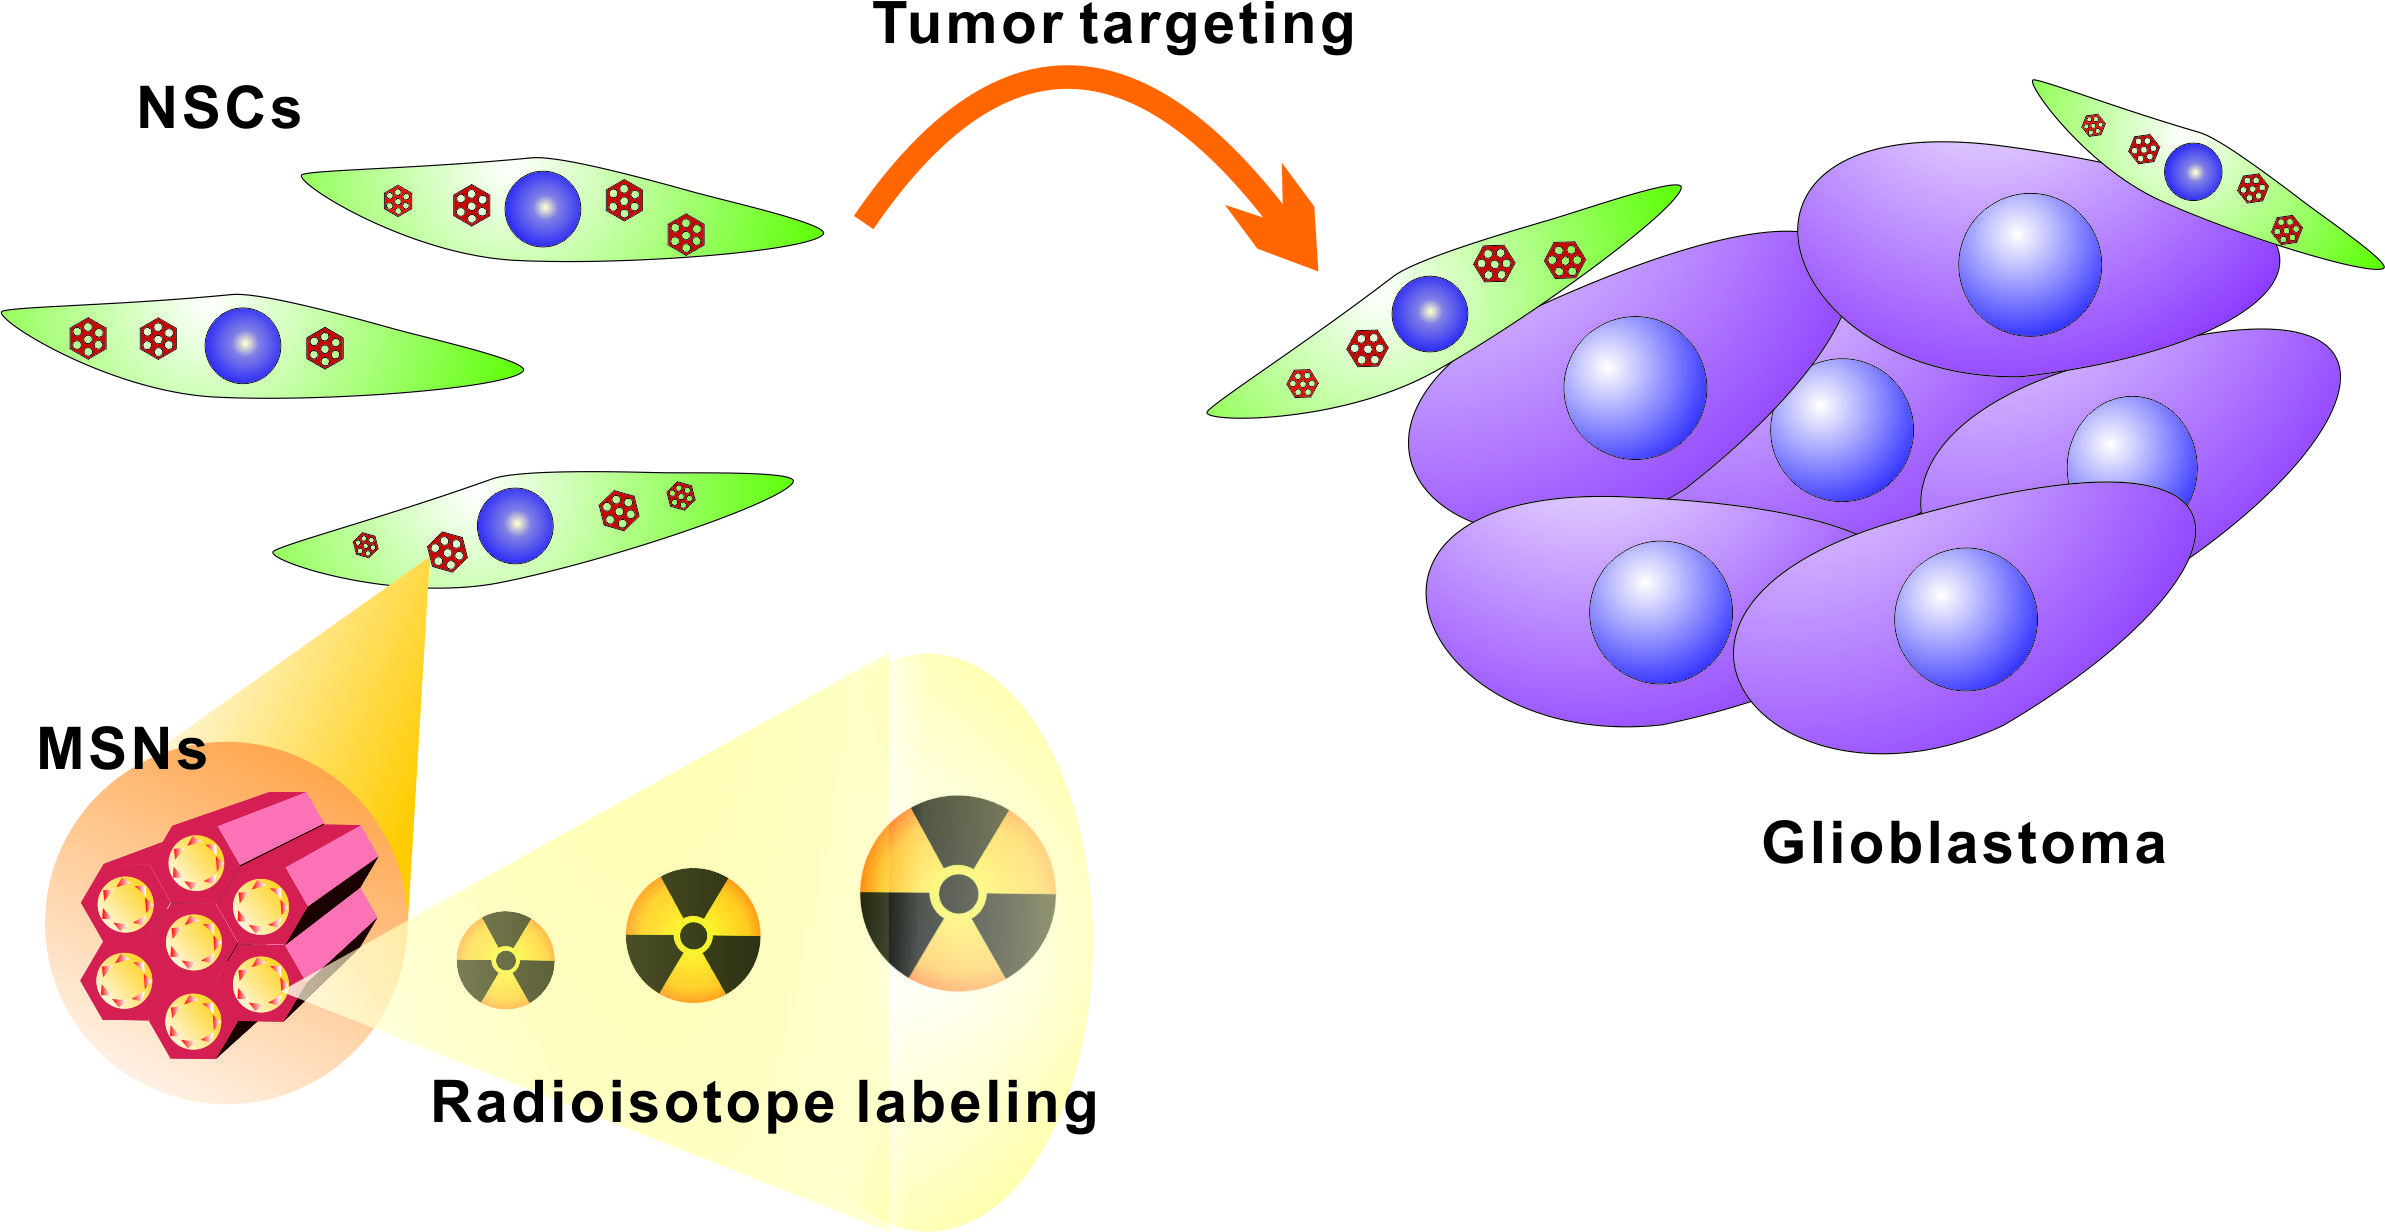 Tumor targeting
NSCs
MSNs
Glioblastoma
Radioisotope labeling